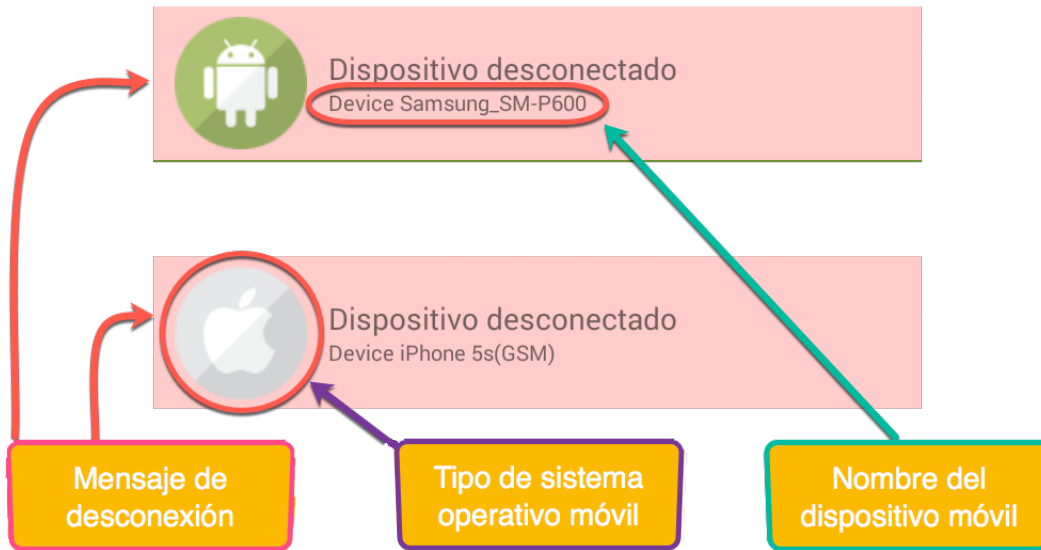 Dispositivo desconectado
Device Samsung_SM-P600
Dispositivo desconectado
Device iPhone 5s(GSM)
Mensaje de
desconexión
Tipo de sistema
operativo móvil
Nombre del
dispositivo móvil